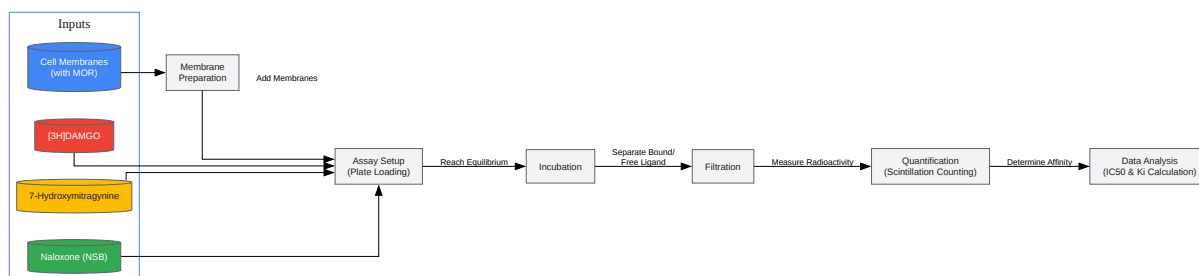 Inputs
Cell Membranes
(with MOR)
Membrane
Preparation
Add Membranes
[3H]DAMGO
7-Hydroxymitragynine
Naloxone (NSB)
Assay Setup
(Plate Loading)
Reach Equilibrium
Incubation
Separate Bound/
Free Ligand
Filtration
Measure Radioactivity
Quantification
(Scintillation Counting)
Determine Affinity
Data Analysis
(IC50 & Ki Calculation)